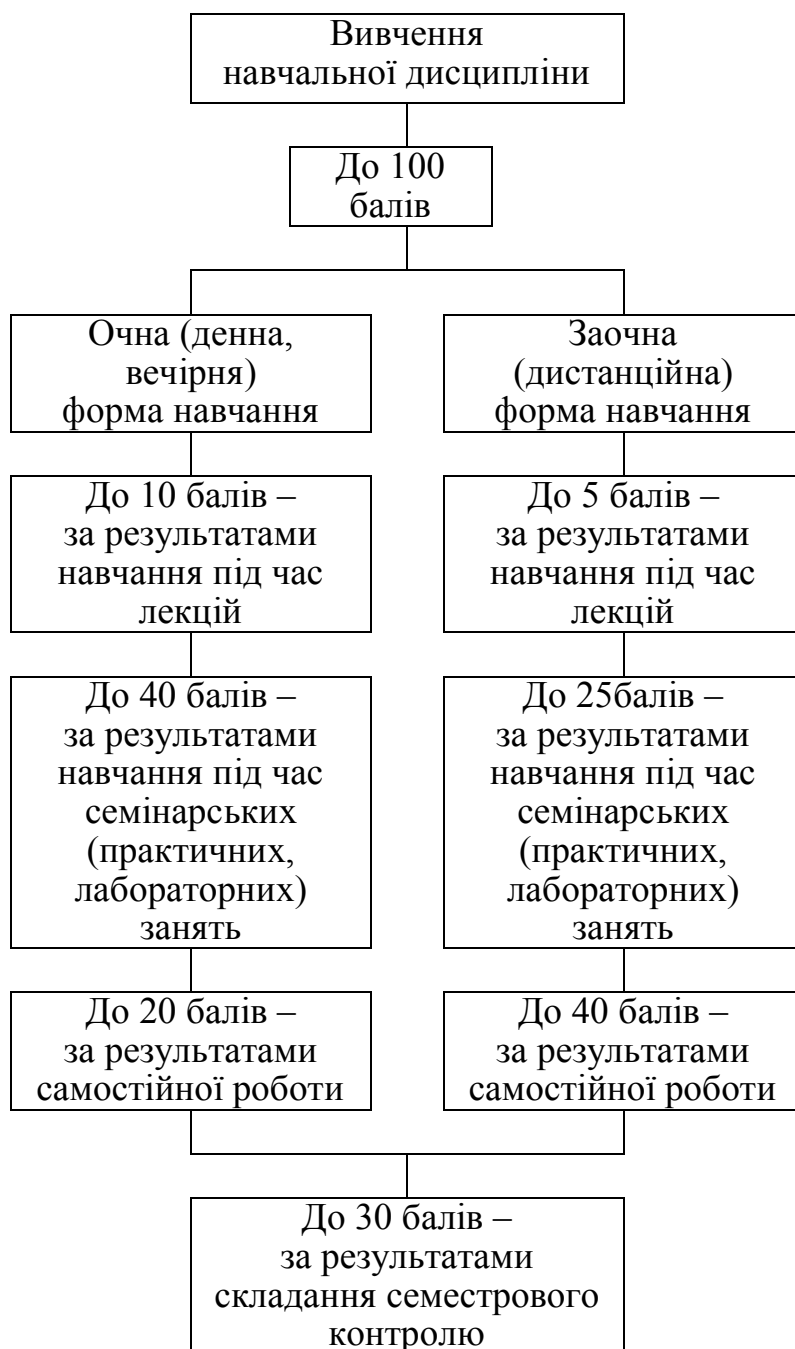 Вивчення
навчальної дисципліни
До 100
балів
Очна (денна,
вечірня)
форма навчання
Заочна
(дистанційна)
форма навчання
До 10 балів –
за результатами
навчання під час
лекцій
До 5 балів –
за результатами
навчання під час
лекцій
До 40 балів –
за результатами
навчання під час
семінарських
(практичних,
лабораторних)
занять
До 25балів –
за результатами
навчання під час
семінарських
(практичних,
лабораторних)
занять
До 20 балів –
за результатами
самостійної роботи
До 40 балів –
за результатами
самостійної роботи
До 30 балів –
за результатами
складання семестрового
контролю